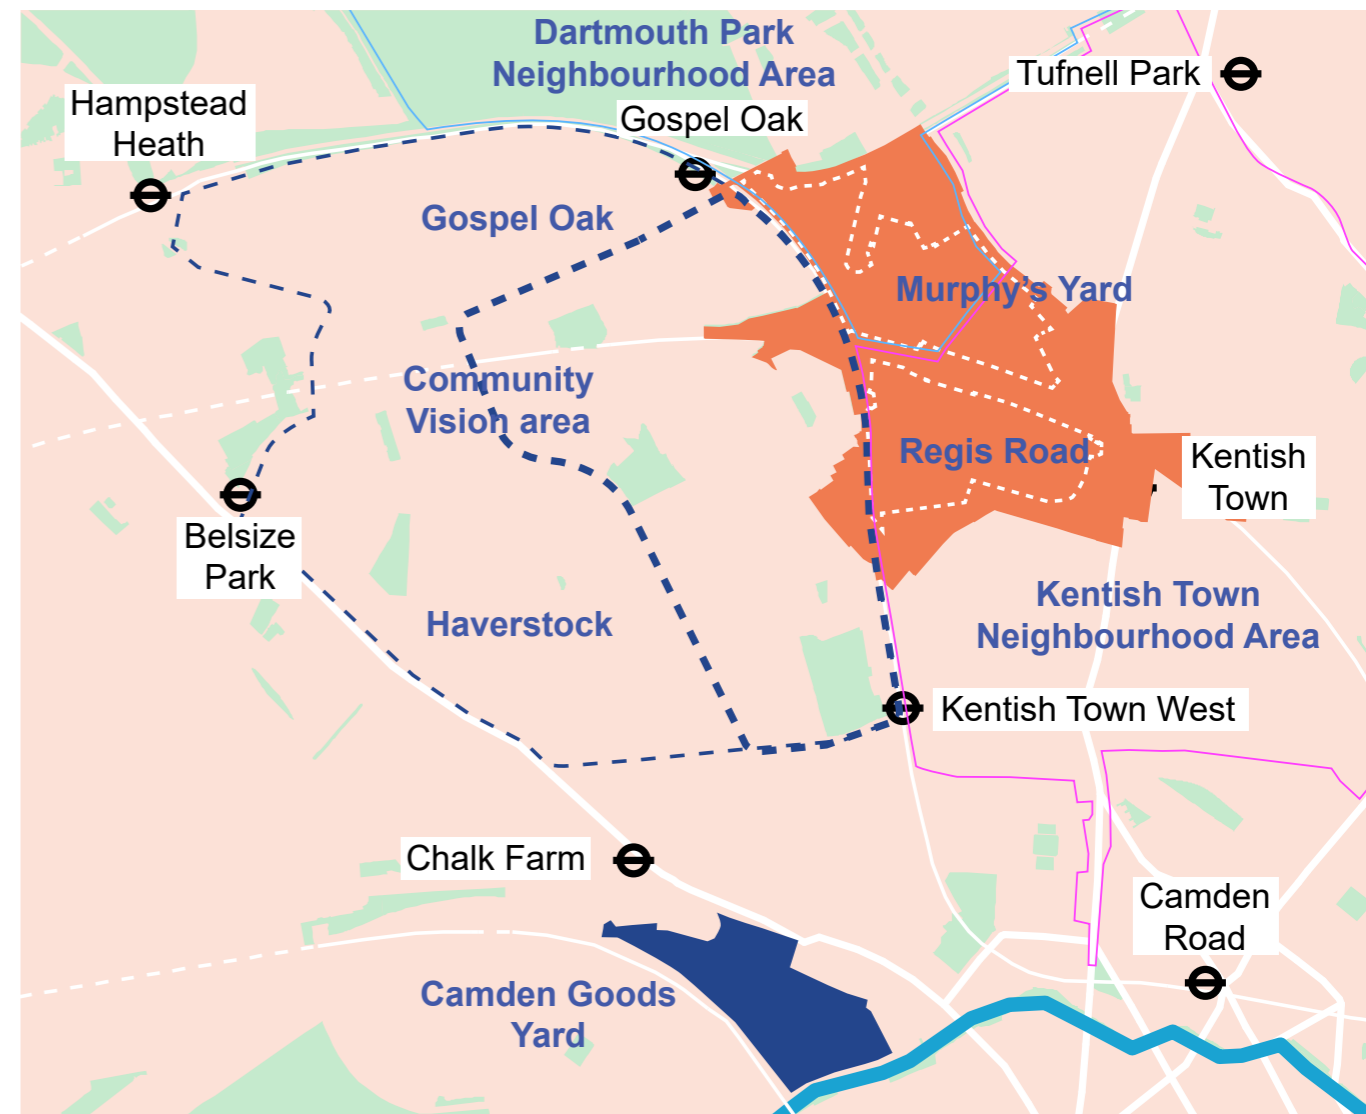 Dartmouth Park
Neighbourhood Area
Tufnell Park
Hampstead
Heath
Gospel Oak
Gospel Oak
Murphy's Yard
Community
Vision area
Regis Road
Kentish
Town
Belsize
Park
Kentish Town
Neighbourhood Area
Haverstock
Kentish Town West
Chalk Farm
Camden
Road
Camden Goods
Yard